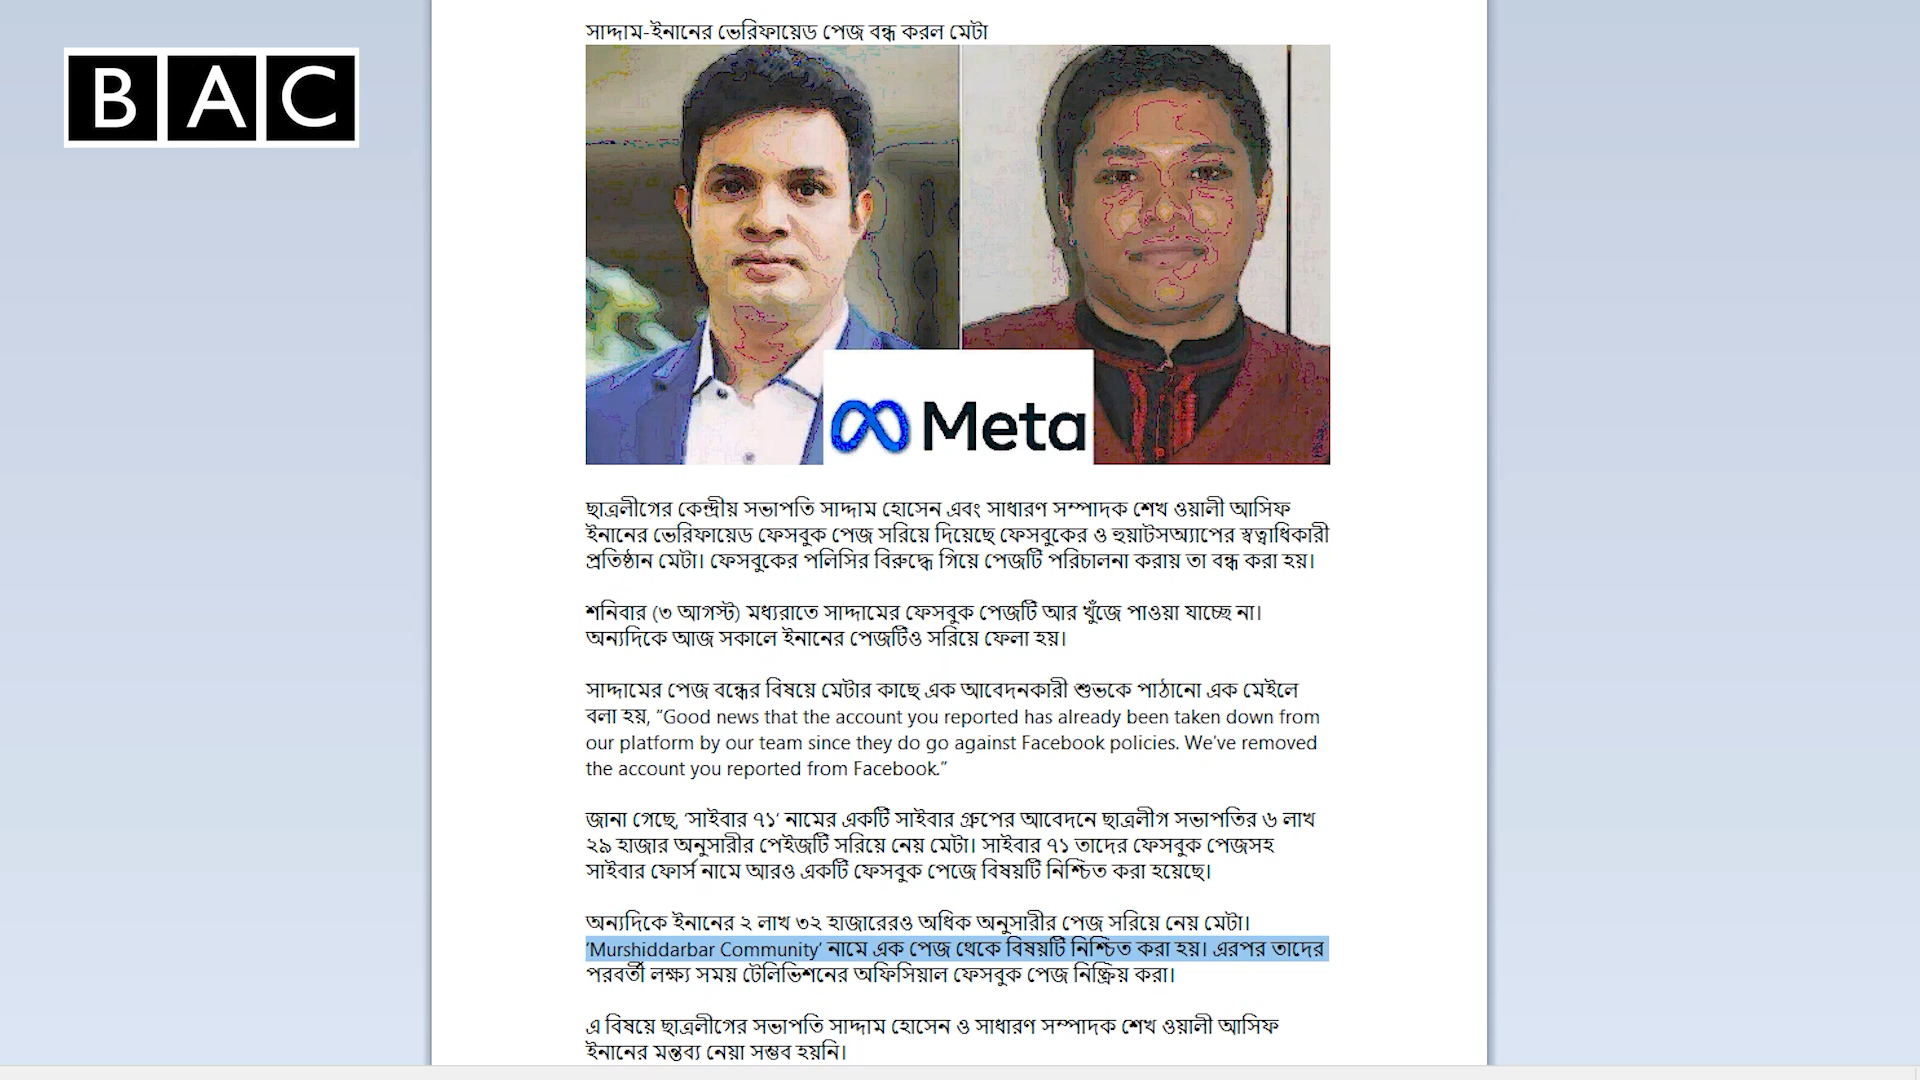 BAC
সাদ্দাম-ইনানের ভেরিফায়েড পেজ বন্ধ করল মেটা
Meta
ছাত্রলীগের কেন্দ্রীয় সভাপতি সাদ্দাম হোসেন এবং সাধারণ সম্পাদক শেখ ওয়ালী আসিফ
ইনানের ভেরিফায়েড ফেসবুক পেজ সরিয়ে দিয়েছে ফেসবুকের ও হুয়াটসঅ্যাপের স্বত্বাধিকারী
প্রতিষ্ঠান মেটা। ফেসবুকের পলিসির বিরুদ্ধে গিয়ে পেজটি পরিচালনা করায় তা বন্ধ করা হয়।
শনিবার (৩ আগস্ট) মধ্যরাতে সাদ্দামের ফেসবুক পেজটি আর খুঁজে পাওয়া যাচ্ছে না।
অন্যদিকে আজ সকালে ইনানের পেজটিও সরিয়ে ফেলা হয়।
সাদ্দামের পেজ বন্ধের বিষয়ে মেটার কাছে এক আবেদনকারী শুভকে পাঠানো এক মেইলে
বলা হয়, “Good news that the account you reported has already been taken down from
our platform by our team since they do go against Facebook policies. We’ve removed
the account you reported from Facebook.”
জানা গেছে, ‘সাইবার ৭১’ নামের একটি সাইবার গ্রুপের আবেদনে ছাত্রলীগ সভাপতির ৬ লাখ
২৯ হাজার অনুসারীর পেইজটি সরিয়ে নেয় মেটা। সাইবার ৭১ তাদের ফেসবুক পেজসহ
সাইবার ফোর্স নামে আরও একটি ফেসবুক পেজে বিষয়টি নিশ্চিত করা হয়েছে।
অন্যদিকে ইনানের ২ লাখ ৩২ হাজারেরও অধিক অনুসারীর পেজ সরিয়ে নেয় মেটা।
‘Murshiddarbar Community’ নামে এক পেজ থেকে বিষয়টি নিশ্চিত করা হয়। এরপর তাদের
পরবর্তী লক্ষ্য সময় টেলিভিশনের অফিসিয়াল ফেসবুক পেজ নিষ্ক্রিয় করা।
এ বিষয়ে ছাত্রলীগের সভাপতি সাদ্দাম হোসেন ও সাধারণ সম্পাদক শেখ ওয়ালী আসিফ
ইনানের মন্তব্য নেয়া সম্ভব হয়নি।